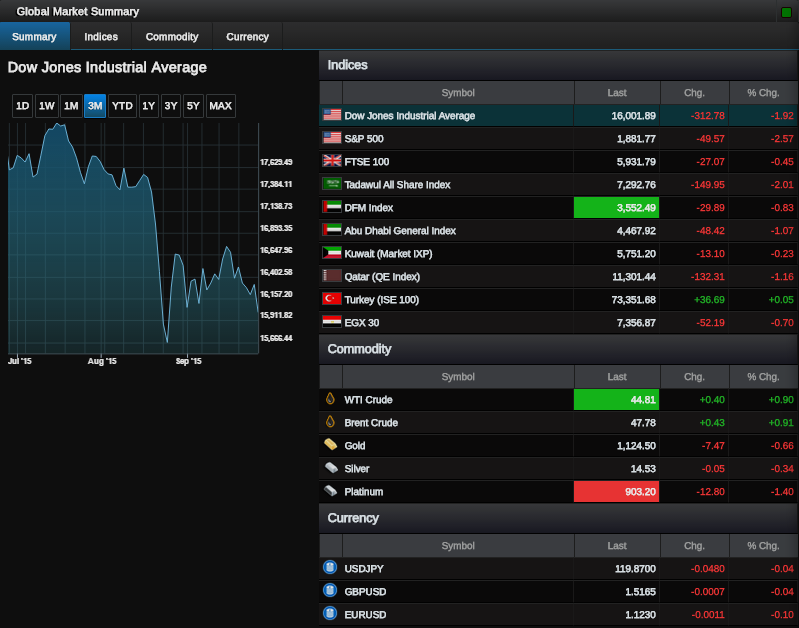 Global Market Summary
Summary Indices Commodity Currency
Dow Jones Industrial Average
1D 1W 1M 3M YTD 1Y 3Y 5Y MAX
17,629.49
17,384.11
17,138.73
16,893.35
16,647.96
16,402.58
16,157.20
15,911.82
15,666.44
Jul '15 Aug '15 Sep '15
Indices
Symbol Last Chg. % Chg.
Dow Jones Industrial Average 16,001.89 -312.78 -1.92
S&P 500 1,881.77 -49.57 -2.57
FTSE 100 5,931.79 -27.07 -0.45
Tadawul All Share Index 7,292.76 -149.95 -2.01
DFM Index 3,552.49 -29.89 -0.83
Abu Dhabi General Index 4,467.92 -48.42 -1.07
Kuwait (Market IXP) 5,751.20 -13.10 -0.23
Qatar (QE Index) 11,301.44 -132.31 -1.16
Turkey (ISE 100) 73,351.68 +36.69 +0.05
EGX 30 7,356.87 -52.19 -0.70
Commodity
Symbol Last Chg. % Chg.
WTI Crude 44.81 +0.40 +0.90
Brent Crude 47.78 +0.43 +0.91
Gold 1,124.50 -7.47 -0.66
Silver 14.53 -0.05 -0.34
Platinum 903.20 -12.80 -1.40
Currency
Symbol Last Chg. % Chg.
USDJPY 119.8700 -0.0480 -0.04
GBPUSD 1.5165 -0.0007 -0.04
EURUSD 1.1230 -0.0011 -0.10